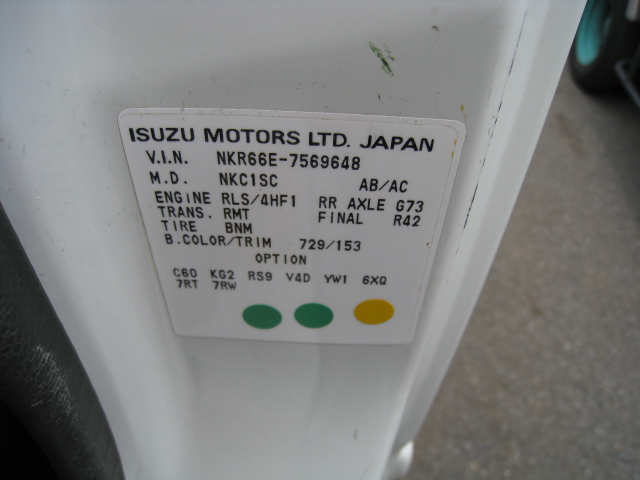 ISUZU MOTORS LTD. JAPAN
V.I.N. NKR66E-7569648
M.D. NKC1SC AB/AC
ENGINE RLS/4HF1 RR AXLE G73
TRANS. RMT FINAL R42
TIRE BNM
B.COLOR/TRIM 729/153
OPTION
C60 KG2 RS9 V4D YW1 6XQ
7RT 7RW